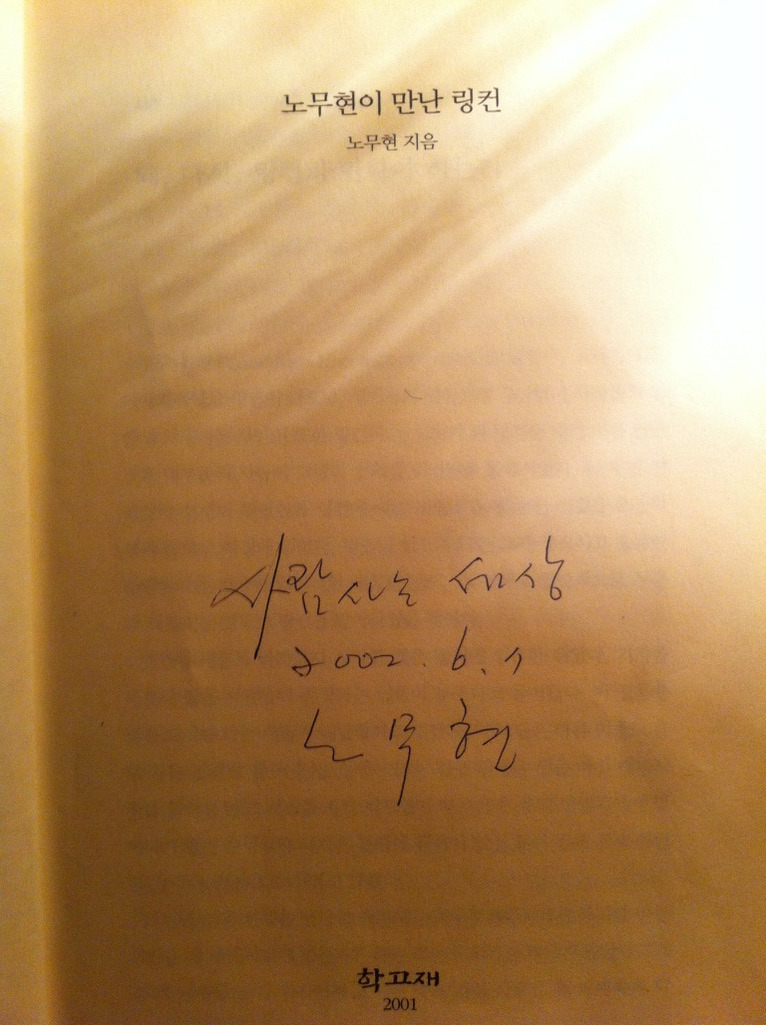 노무현이 만난 링컨
노무현 지음
사람사는 세상
2002. 6. 1
노무현
학고재
2001